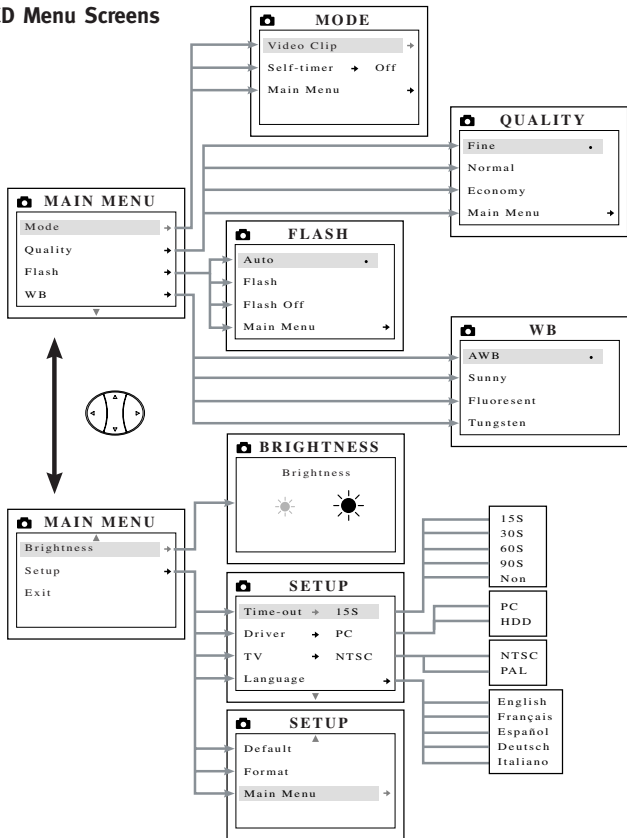 D Menu Screens
MODE
Video Clip
Self-timer Off
Main Menu
QUALITY
Fine
Normal
Economy
Main Menu
MAIN MENU
Mode
Quality
Flash
WB
FLASH
Auto
Flash
Flash Off
Main Menu
WB
AWB
Sunny
Fluoresent
Tungsten
BRIGHTNESS
Brightness
MAIN MENU
Brightness
Setup
Exit
SETUP
Time-out 15S
Driver PC
TV NTSC
Language
15S
30S
60S
90S
Non
PC
HDD
NTSC
PAL
English
Français
Español
Deutsch
Italiano
SETUP
Default
Format
Main Menu